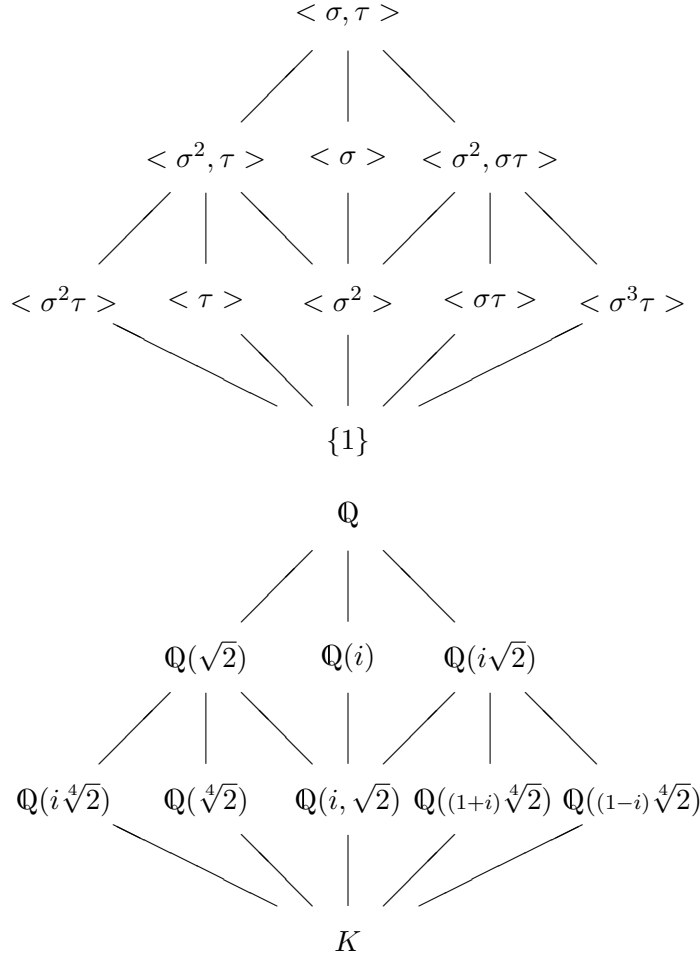 < σ, τ >
< σ², τ > < σ > < σ², στ >
< σ²τ > < τ > < σ² > < στ > < σ³τ >
{1}
ℚ
ℚ(√2) ℚ(i) ℚ(i√2)
ℚ(i∜2) ℚ(∜2) ℚ(i, √2) ℚ((1+i)∜2) ℚ((1−i)∜2)
K